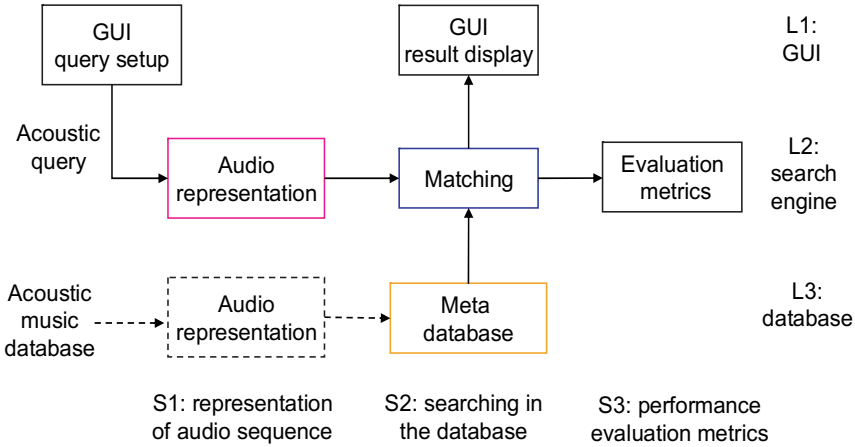 GUI
query setup
GUI
result display
L1:
GUI
Acoustic
query
Audio
representation
Matching
Evaluation
metrics
L2:
search
engine
Acoustic
music
database
Audio
representation
Meta
database
L3:
database
S1: representation
of audio sequence
S2: searching in
the database
S3: performance
evaluation metrics